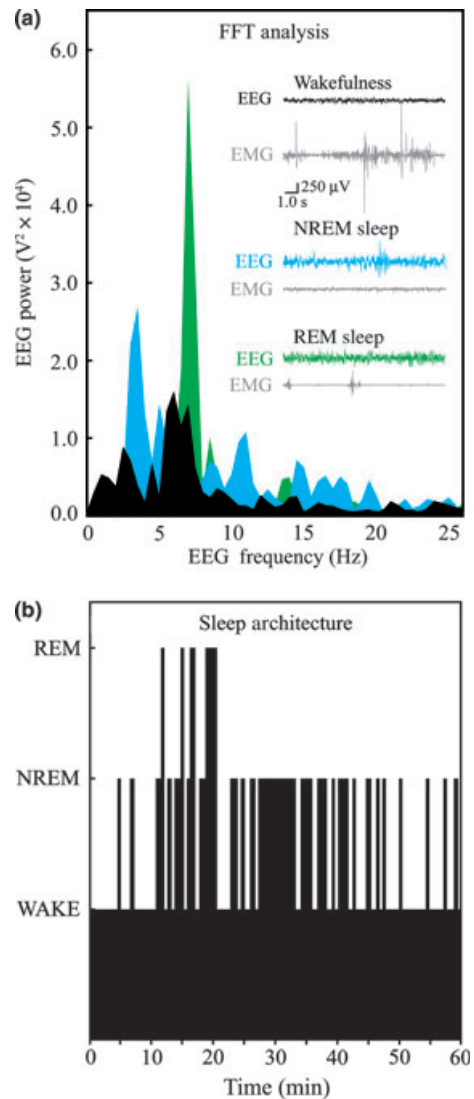 (a)
FFT analysis
EEG power (V² × 10⁴)
7.0
6.0
5.0
4.0
3.0
2.0
1.0
0.0
Wakefulness
EEG
EMG
250 µV
1.0 s
NREM sleep
EEG
EMG
REM sleep
EEG
EMG
0 5 10 15 20 25
EEG frequency (Hz)
(b)
Sleep architecture
REM
NREM
WAKE
0 10 20 30 40 50 60
Time (min)